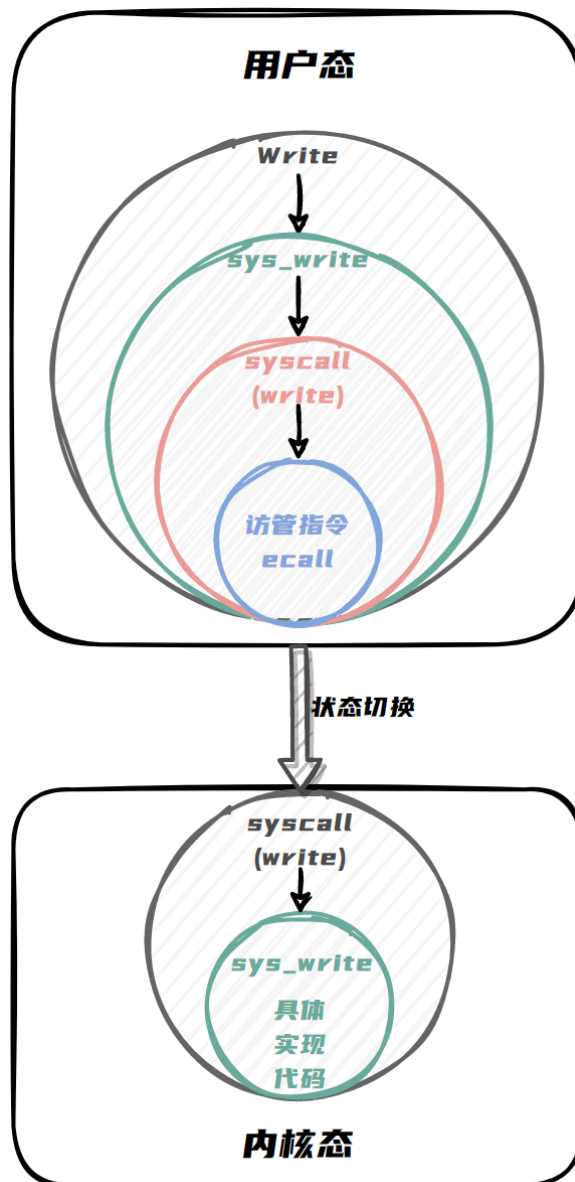 用户态
Write
sys_write
syscall
(write)
访管指令
ecall
状态切换
syscall
(write)
sys_write
具体
实现
代码
内核态